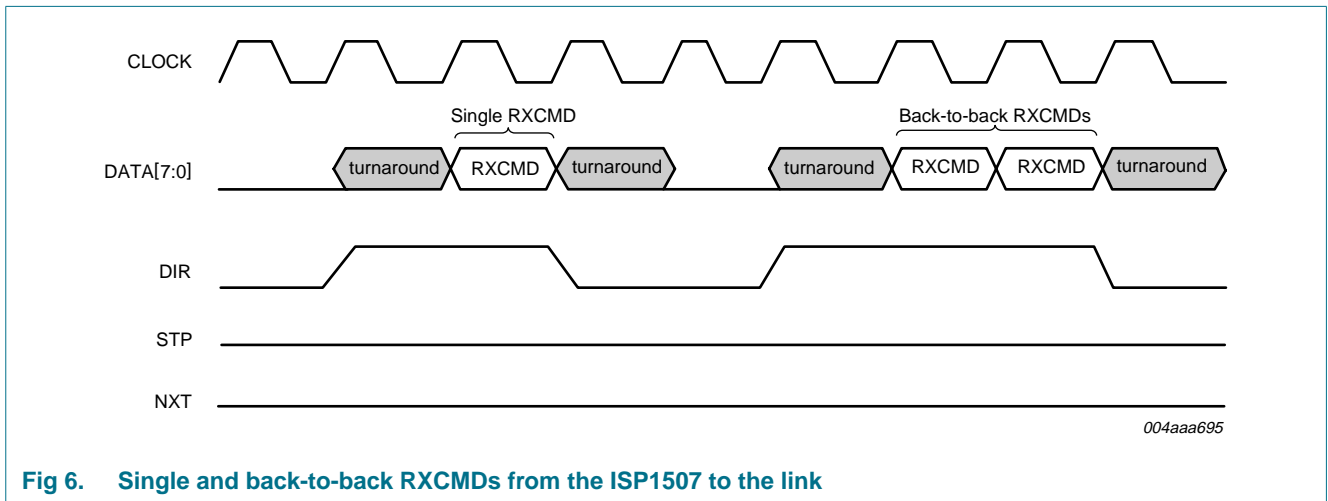 CLOCK
Single RXCMD
Back-to-back RXCMDs
DATA[7:0]
turnaround RXCMD turnaround turnaround RXCMD RXCMD turnaround
DIR
STP
NXT
004aaa695
Fig 6. Single and back-to-back RXCMDs from the ISP1507 to the link